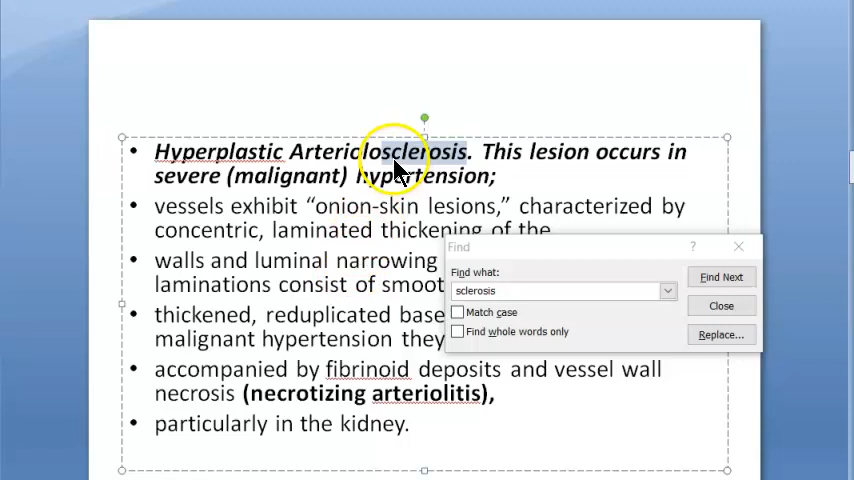 • Hyperplastic Arteriolosclerosis. This lesion occurs in
severe (malignant) hypertension;
• vessels exhibit “onion-skin lesions,” characterized by
concentric, laminated thickening of the
• walls and luminal narrowing
laminations consist of smoot
• thickened, reduplicated base
malignant hypertension they
• accompanied by fibrinoid deposits and vessel wall
necrosis (necrotizing arteriolitis),
• particularly in the kidney.
Find
?
Find what:
sclerosis
Find Next
Match case
Close
Find whole words only
Replace...